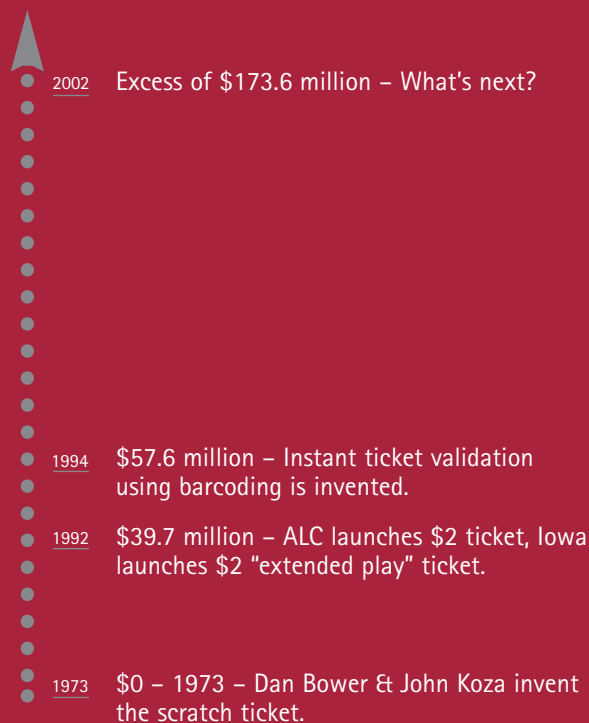 2002 Excess of $173.6 million – What's next?
1994 $57.6 million – Instant ticket validation
using barcoding is invented.
1992 $39.7 million – ALC launches $2 ticket, Iowa
launches $2 “extended play” ticket.
1973 $0 – 1973 – Dan Bower & John Koza invent
the scratch ticket.